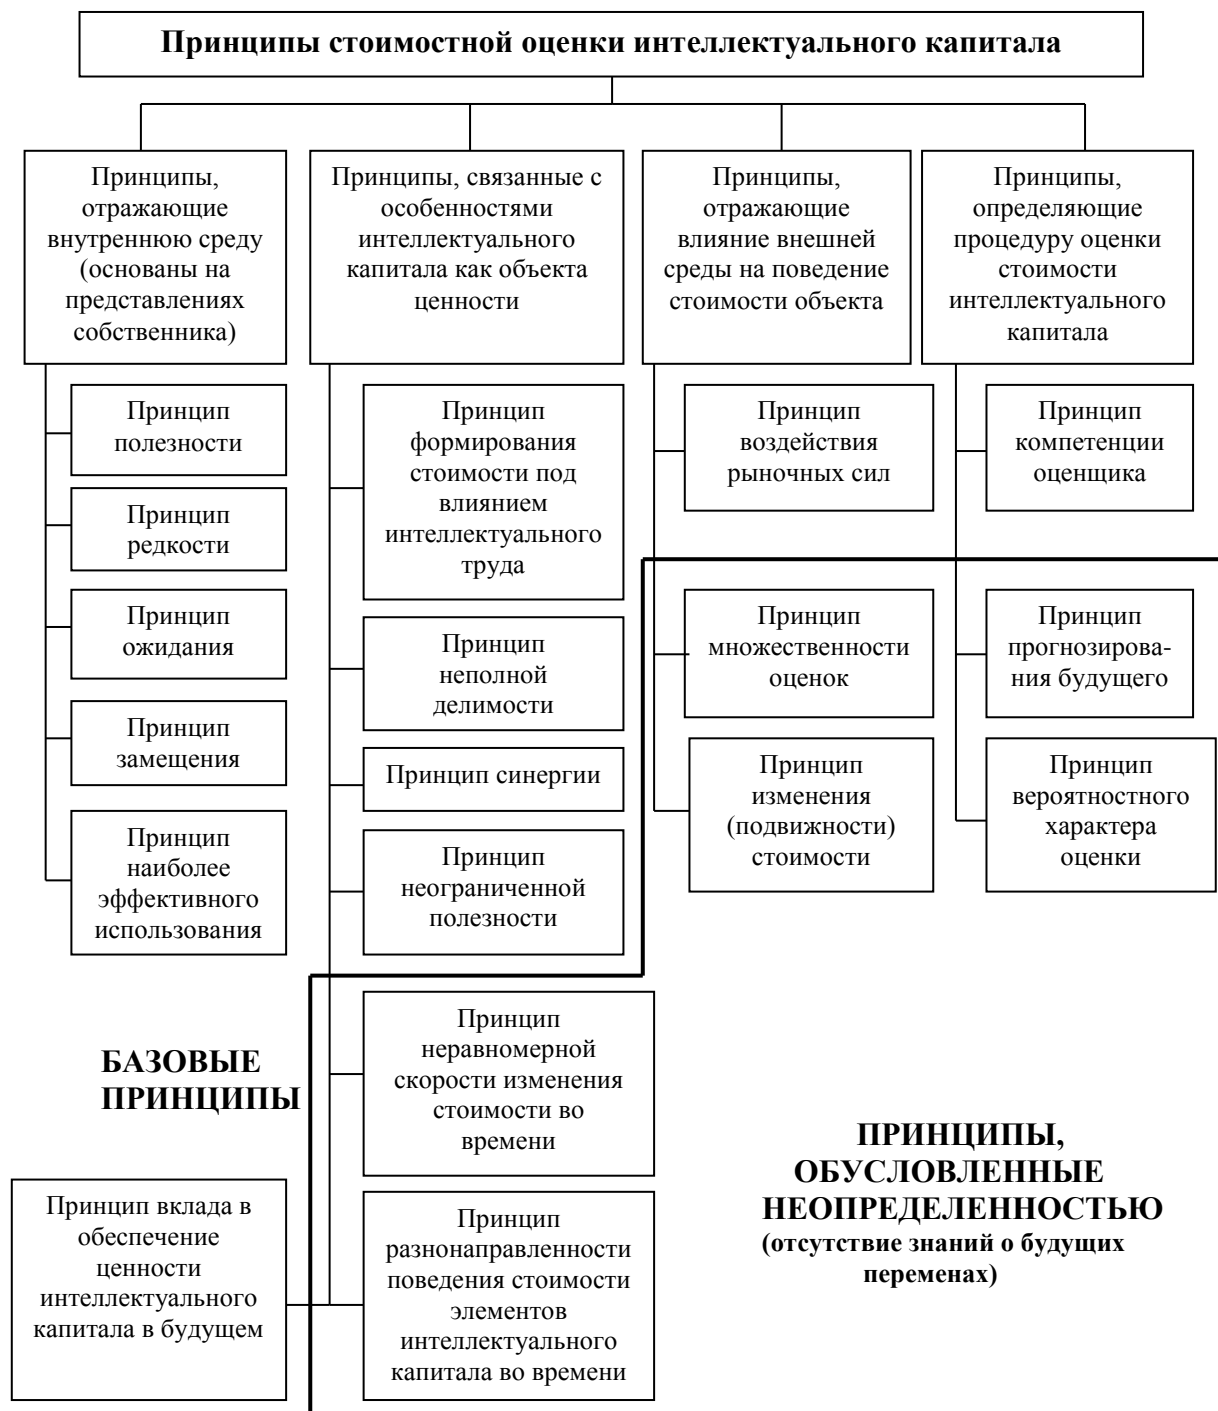 Принципы стоимостной оценки интеллектуального капитала
Принципы,
отражающие
внутреннюю среду
(основаны на
представлениях
собственника)
Принцип
полезности
Принцип
редкости
Принцип
ожидания
Принцип
замещения
Принцип
наиболее
эффективного
использования
Принципы, связанные с
особенностями
интеллектуального
капитала как объекта
ценности
Принцип
формирования
стоимости под
влиянием
интеллектуального
труда
Принцип
неполной
делимости
Принцип синергии
Принцип
неограниченной
полезности
Принцип
неравномерной
скорости изменения
стоимости во
времени
Принцип
разнонаправленности
поведения стоимости
элементов
интеллектуального
капитала во времени
Принцип вклада в
обеспечение
ценности
интеллектуального
капитала в будущем
Принципы,
отражающие
влияние внешней
среды на поведение
стоимости объекта
Принцип
воздействия
рыночных сил
Принцип
множественности
оценок
Принцип
изменения
(подвижности)
стоимости
Принципы,
определяющие
процедуру оценки
стоимости
интеллектуального
капитала
Принцип
компетенции
оценщика
Принцип
прогнозирова-
ния будущего
Принцип
вероятностного
характера
оценки
БАЗОВЫЕ
ПРИНЦИПЫ
ПРИНЦИПЫ,
ОБУСЛОВЛЕННЫЕ
НЕОПРЕДЕЛЕННОСТЬЮ
(отсутствие знаний о будущих
переменах)